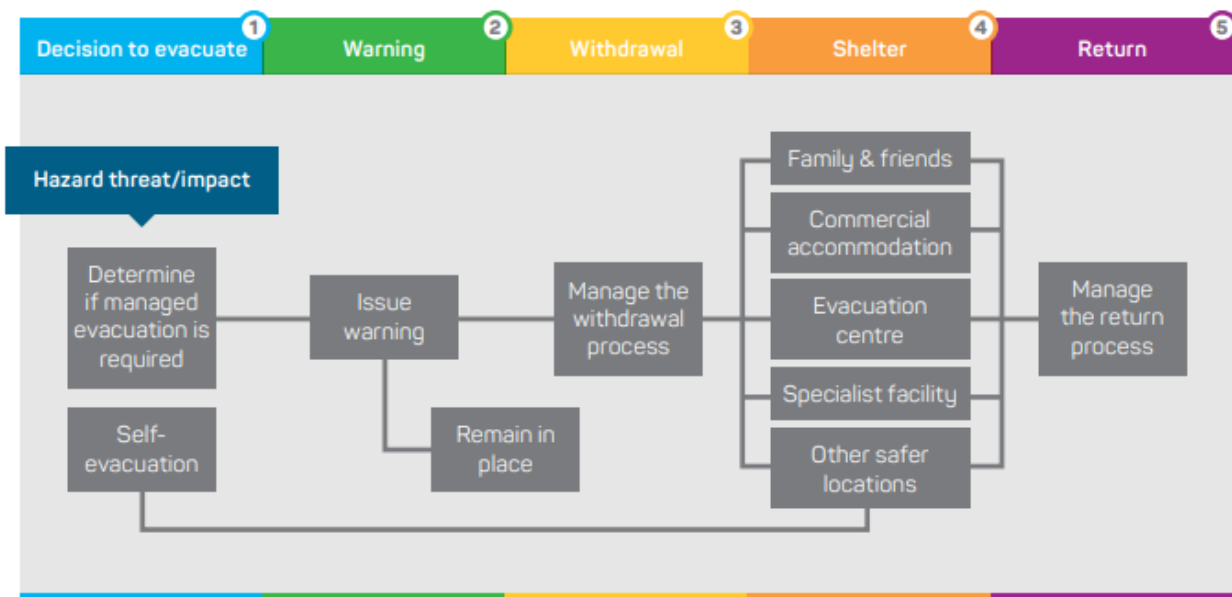 1
2
3
4
5
Decision to evacuate
Warning
Withdrawal
Shelter
Return
Hazard threat/impact
Determine
if managed
evacuation is
required
Self-
evacuation
Issue
warning
Remain in
place
Manage the
withdrawal
process
Family & friends
Commercial
accommodation
Evacuation
centre
Specialist facility
Other safer
locations
Manage
the return
process